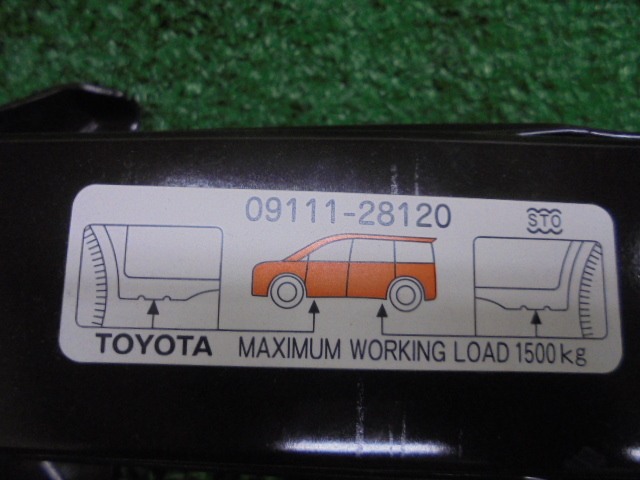 09111-28120
STO
TOYOTA MAXIMUM WORKING LOAD 1500kg